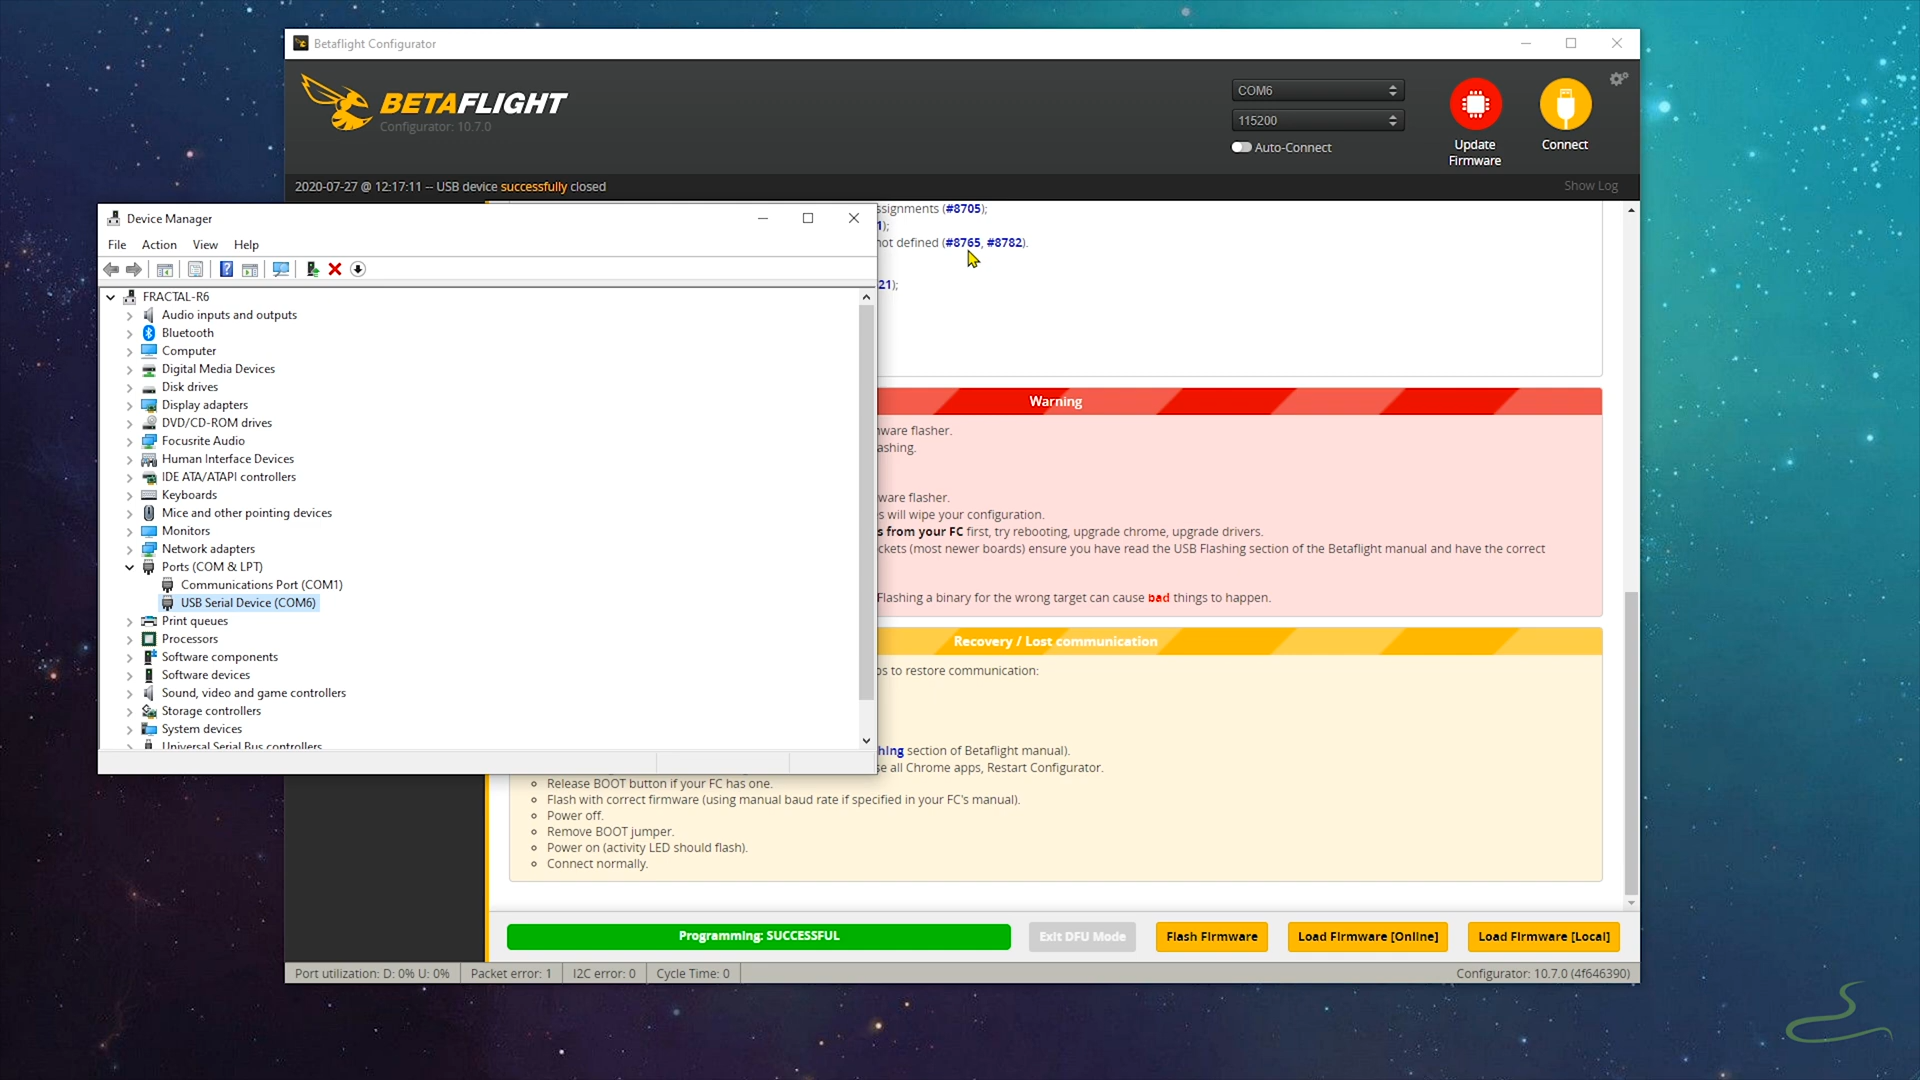 Betaflight Configurator
BETAFLIGHT
Configurator: 10.7.0
COM6
115200
Auto-Connect
Update
Firmware
Connect
2020-07-27 @ 12:17:11 -- USB device successfully closed
Show Log
Device Manager
File Action View Help
FRACTAL-R6
Audio inputs and outputs
Bluetooth
Computer
Digital Media Devices
Disk drives
Display adapters
DVD/CD-ROM drives
Focusrite Audio
Human Interface Devices
IDE ATA/ATAPI controllers
Keyboards
Mice and other pointing devices
Monitors
Network adapters
Ports (COM & LPT)
Communications Port (COM1)
USB Serial Device (COM6)
Print queues
Processors
Software components
Software devices
Sound, video and game controllers
Storage controllers
System devices
Universal Serial Bus controllers
(#8705);
not defined (#8765, #8782).
21);
Warning
flasher.
flasher.
will wipe your configuration.
from your FC first, try rebooting, upgrade chrome, upgrade drivers.
(most newer boards) ensure you have read the USB Flashing section of the Betaflight manual and have the correct
Flashing a binary for the wrong target can cause bad things to happen.
Recovery / Lost communication
to restore communication:
section of Betaflight manual).
all Chrome apps, Restart Configurator.
Release BOOT button if your FC has one.
Flash with correct firmware (using manual baud rate if specified in your FC's manual).
Power off.
Remove BOOT jumper.
Power on (activity LED should flash).
Connect normally.
Programming: SUCCESSFUL
Exit DFU Mode
Flash Firmware
Load Firmware [Online]
Load Firmware [Local]
Port utilization: D: 0% U: 0%
Packet error: 1
I2C error: 0
Cycle Time: 0
Configurator: 10.7.0 (4f646390)